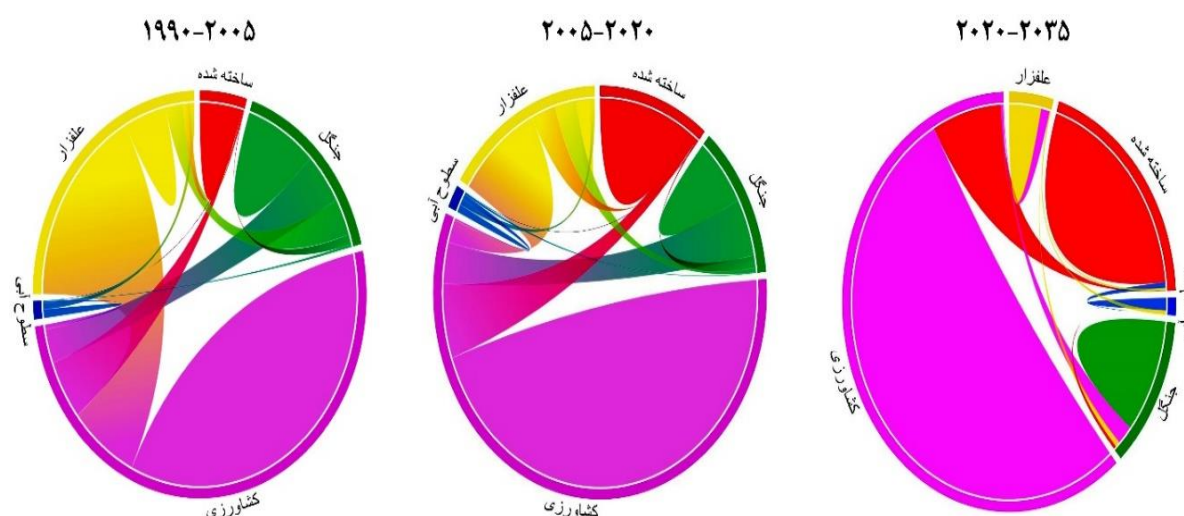 ۱۹۹۰-۲۰۰۵
ساخته شده
جنگل
علفزار
سطوح آبی
کشاورزی
۲۰۰۵-۲۰۲۰
ساخته شده
علفزار
جنگل
سطوح آبی
کشاورزی
۲۰۲۰-۲۰۳۵
علفزار
ساخته شده
جنگل
کشاورزی